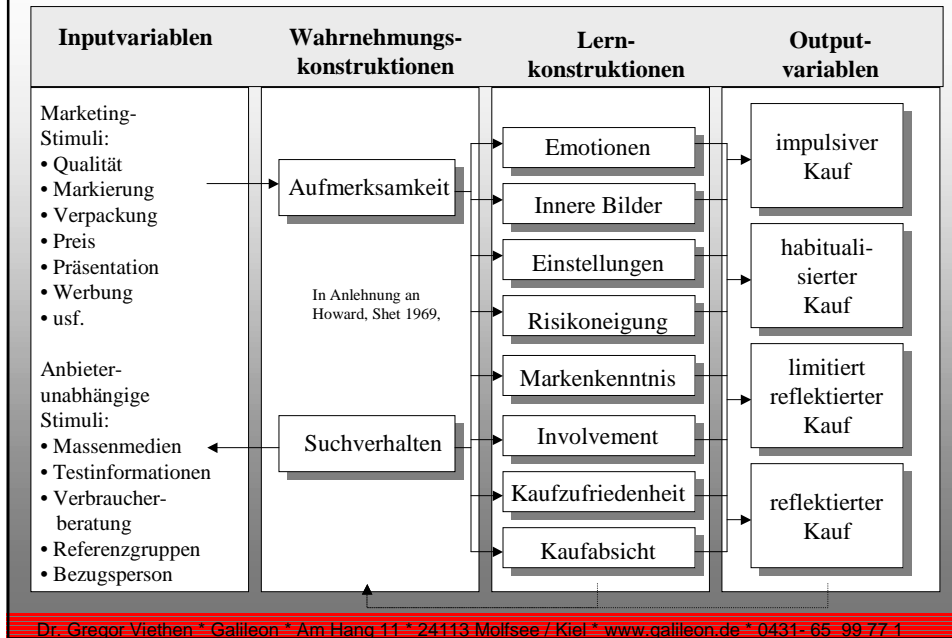 Inputvariablen
Wahrnehmungs-
konstruktionen
Lern-
konstruktionen
Output-
variablen
Marketing-
Stimuli:
• Qualität
• Markierung
• Verpackung
• Preis
• Präsentation
• Werbung
• usf.
Anbieter-
unabhängige
Stimuli:
• Massenmedien
• Testinformationen
• Verbraucher-
beratung
• Referenzgruppen
• Bezugsperson
Aufmerksamkeit
In Anlehnung an
Howard, Shet 1969,
Suchverhalten
Emotionen
Innere Bilder
Einstellungen
Risikoneigung
Markenkenntnis
Involvement
Kaufzufriedenheit
Kaufabsicht
impulsiver
Kauf
habituali-
sierter
Kauf
limitiert
reflektierter
Kauf
reflektierter
Kauf
Dr. Gregor Viethen * Galileon * Am Hang 11 * 24113 Molfsee / Kiel * www.galileon.de * 0431- 65 99 77 1